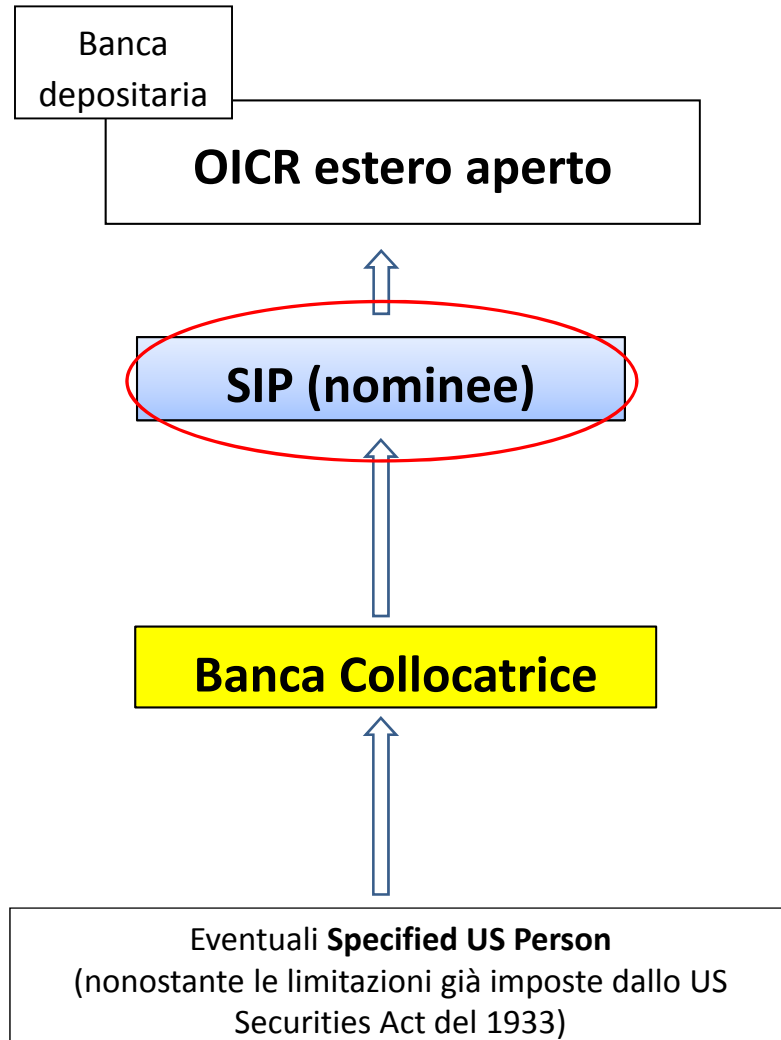 Banca
depositaria
OICR estero aperto
SIP (nominee)
Banca Collocatrice
Eventuali Specified US Person
(nonostante le limitazioni già imposte dallo US
Securities Act del 1933)